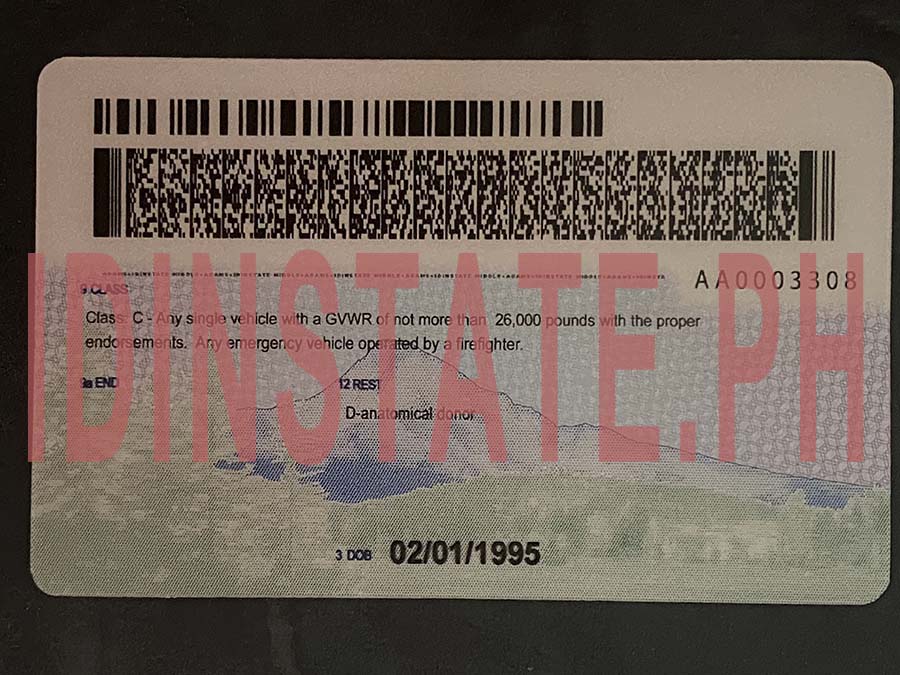 AA0003308
9 CLASS
Class: C - Any single vehicle with a GVWR of not more than 26,000 pounds with the proper
endorsements. Any emergency vehicle operated by a firefighter.
IDINSTATE.PH
9a END
12 REST
D-anatomical donor
3 DOB 02/01/1995